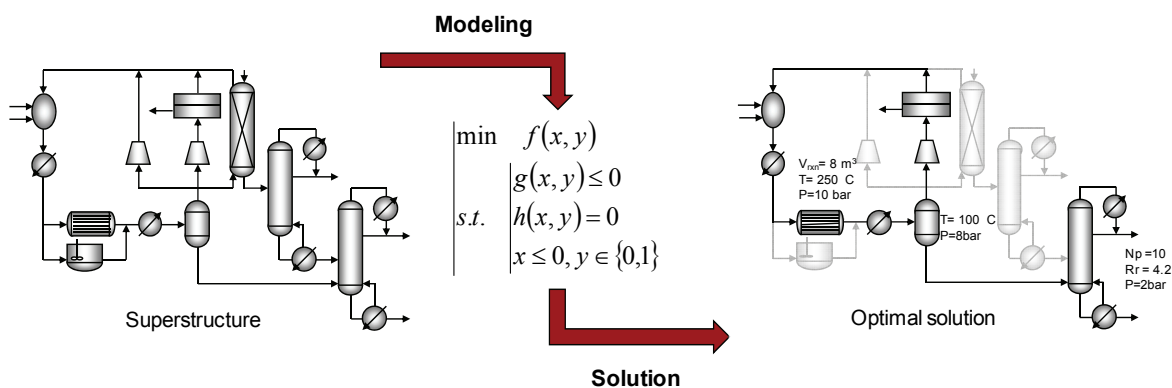 Modeling
min f(x, y)
g(x, y) ≤ 0
s.t. h(x, y) = 0
x ≤ 0, y ∈ {0,1}
Superstructure
Solution
V_rxn= 8 m³
T= 250 C
P=10 bar
T= 100 C
P=8bar
Np =10
Rr = 4.2
P=2bar
Optimal solution